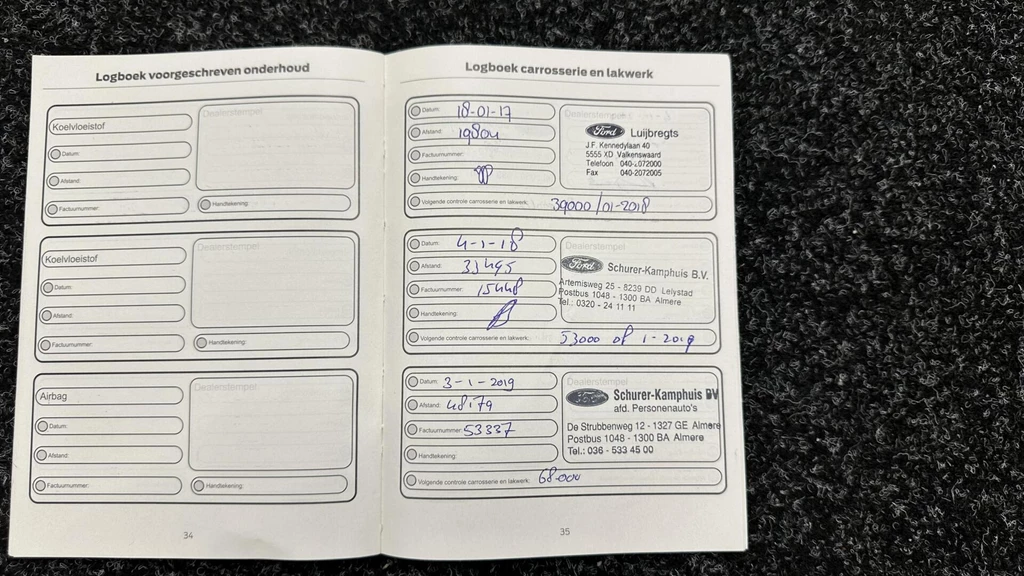 Logboek voorgeschreven onderhoud
Koelvloeistof
Dealerstempel
Datum:
Afstand:
Factuurnummer:
Handtekening:
Koelvloeistof
Dealerstempel
Datum:
Afstand:
Factuurnummer:
Handtekening:
Airbag
Dealerstempel
Datum:
Afstand:
Factuurnummer:
Handtekening:
34
Logboek carrosserie en lakwerk
Datum: 18-01-17
Afstand: 19804
Factuurnummer:
Handtekening:
Dealerstempel
Ford Luijbregts
J.F. Kennedylaan 40
5555 XD Valkenswaard
Telefoon 040-2072000
Fax 040-2072005
Volgende controle carrosserie en lakwerk: 39000/01-2018
Datum: 4-1-18
Afstand: 33495
Factuurnummer: 15448
Handtekening:
Dealerstempel
Ford Schurer-Kamphuis B.V.
Artemisweg 25 - 8239 DD Lelystad
Postbus 1048 - 1300 BA Almere
Tel.: 0320 - 24 11 11
Volgende controle carrosserie en lakwerk: 53000 of 1-2019
Datum: 3-1-2019
Afstand: 48179
Factuurnummer: 53337
Handtekening:
Dealerstempel
Schurer-Kamphuis BV
afd. Personenauto's
De Strubbenweg 12 - 1327 GE Almere
Postbus 1048 - 1300 BA Almere
Tel.: 036 - 533 45 00
Volgende controle carrosserie en lakwerk: 68000
35